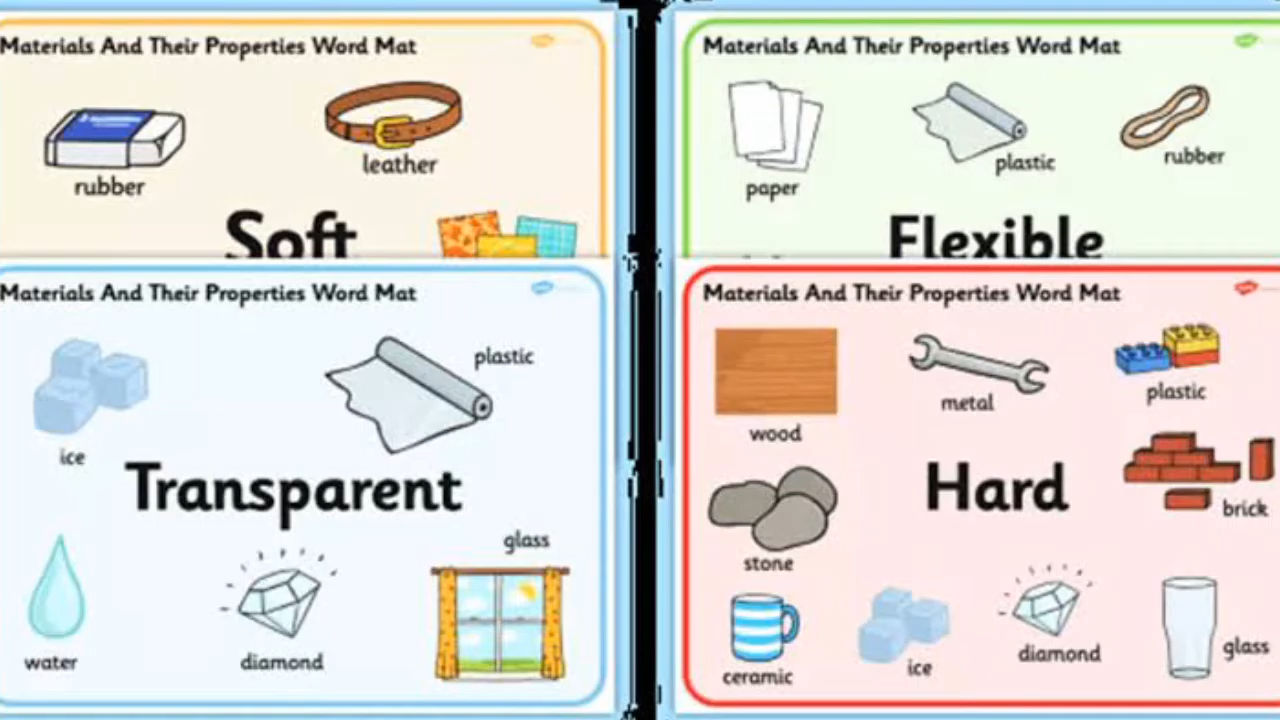 Materials And Their Properties Word Mat
rubber
leather
Soft
Materials And Their Properties Word Mat
paper
plastic
rubber
Flexible
Materials And Their Properties Word Mat
ice
plastic
Transparent
water
diamond
glass
Materials And Their Properties Word Mat
wood
metal
plastic
Hard
brick
stone
ceramic
ice
diamond
glass